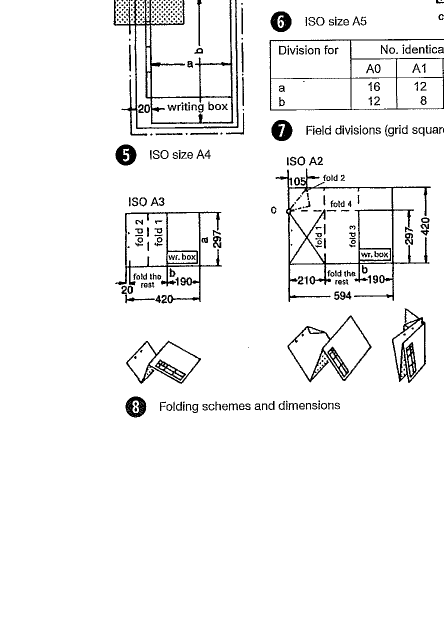 6 ISO size A5
c
Division for
No. identica
A0 A1
a 16 12
b 12 8
7 Field divisions (grid squar
b
a
20
writing box
5 ISO size A4
ISO A3
fold 2
fold 1
a
297
wr. box
fold the
rest
b
20
190
420
ISO A2
105
fold 2
c
fold 4
fold 1
fold 3
297
420
wr. box
210
fold the
rest
b
190
594
8 Folding schemes and dimensions